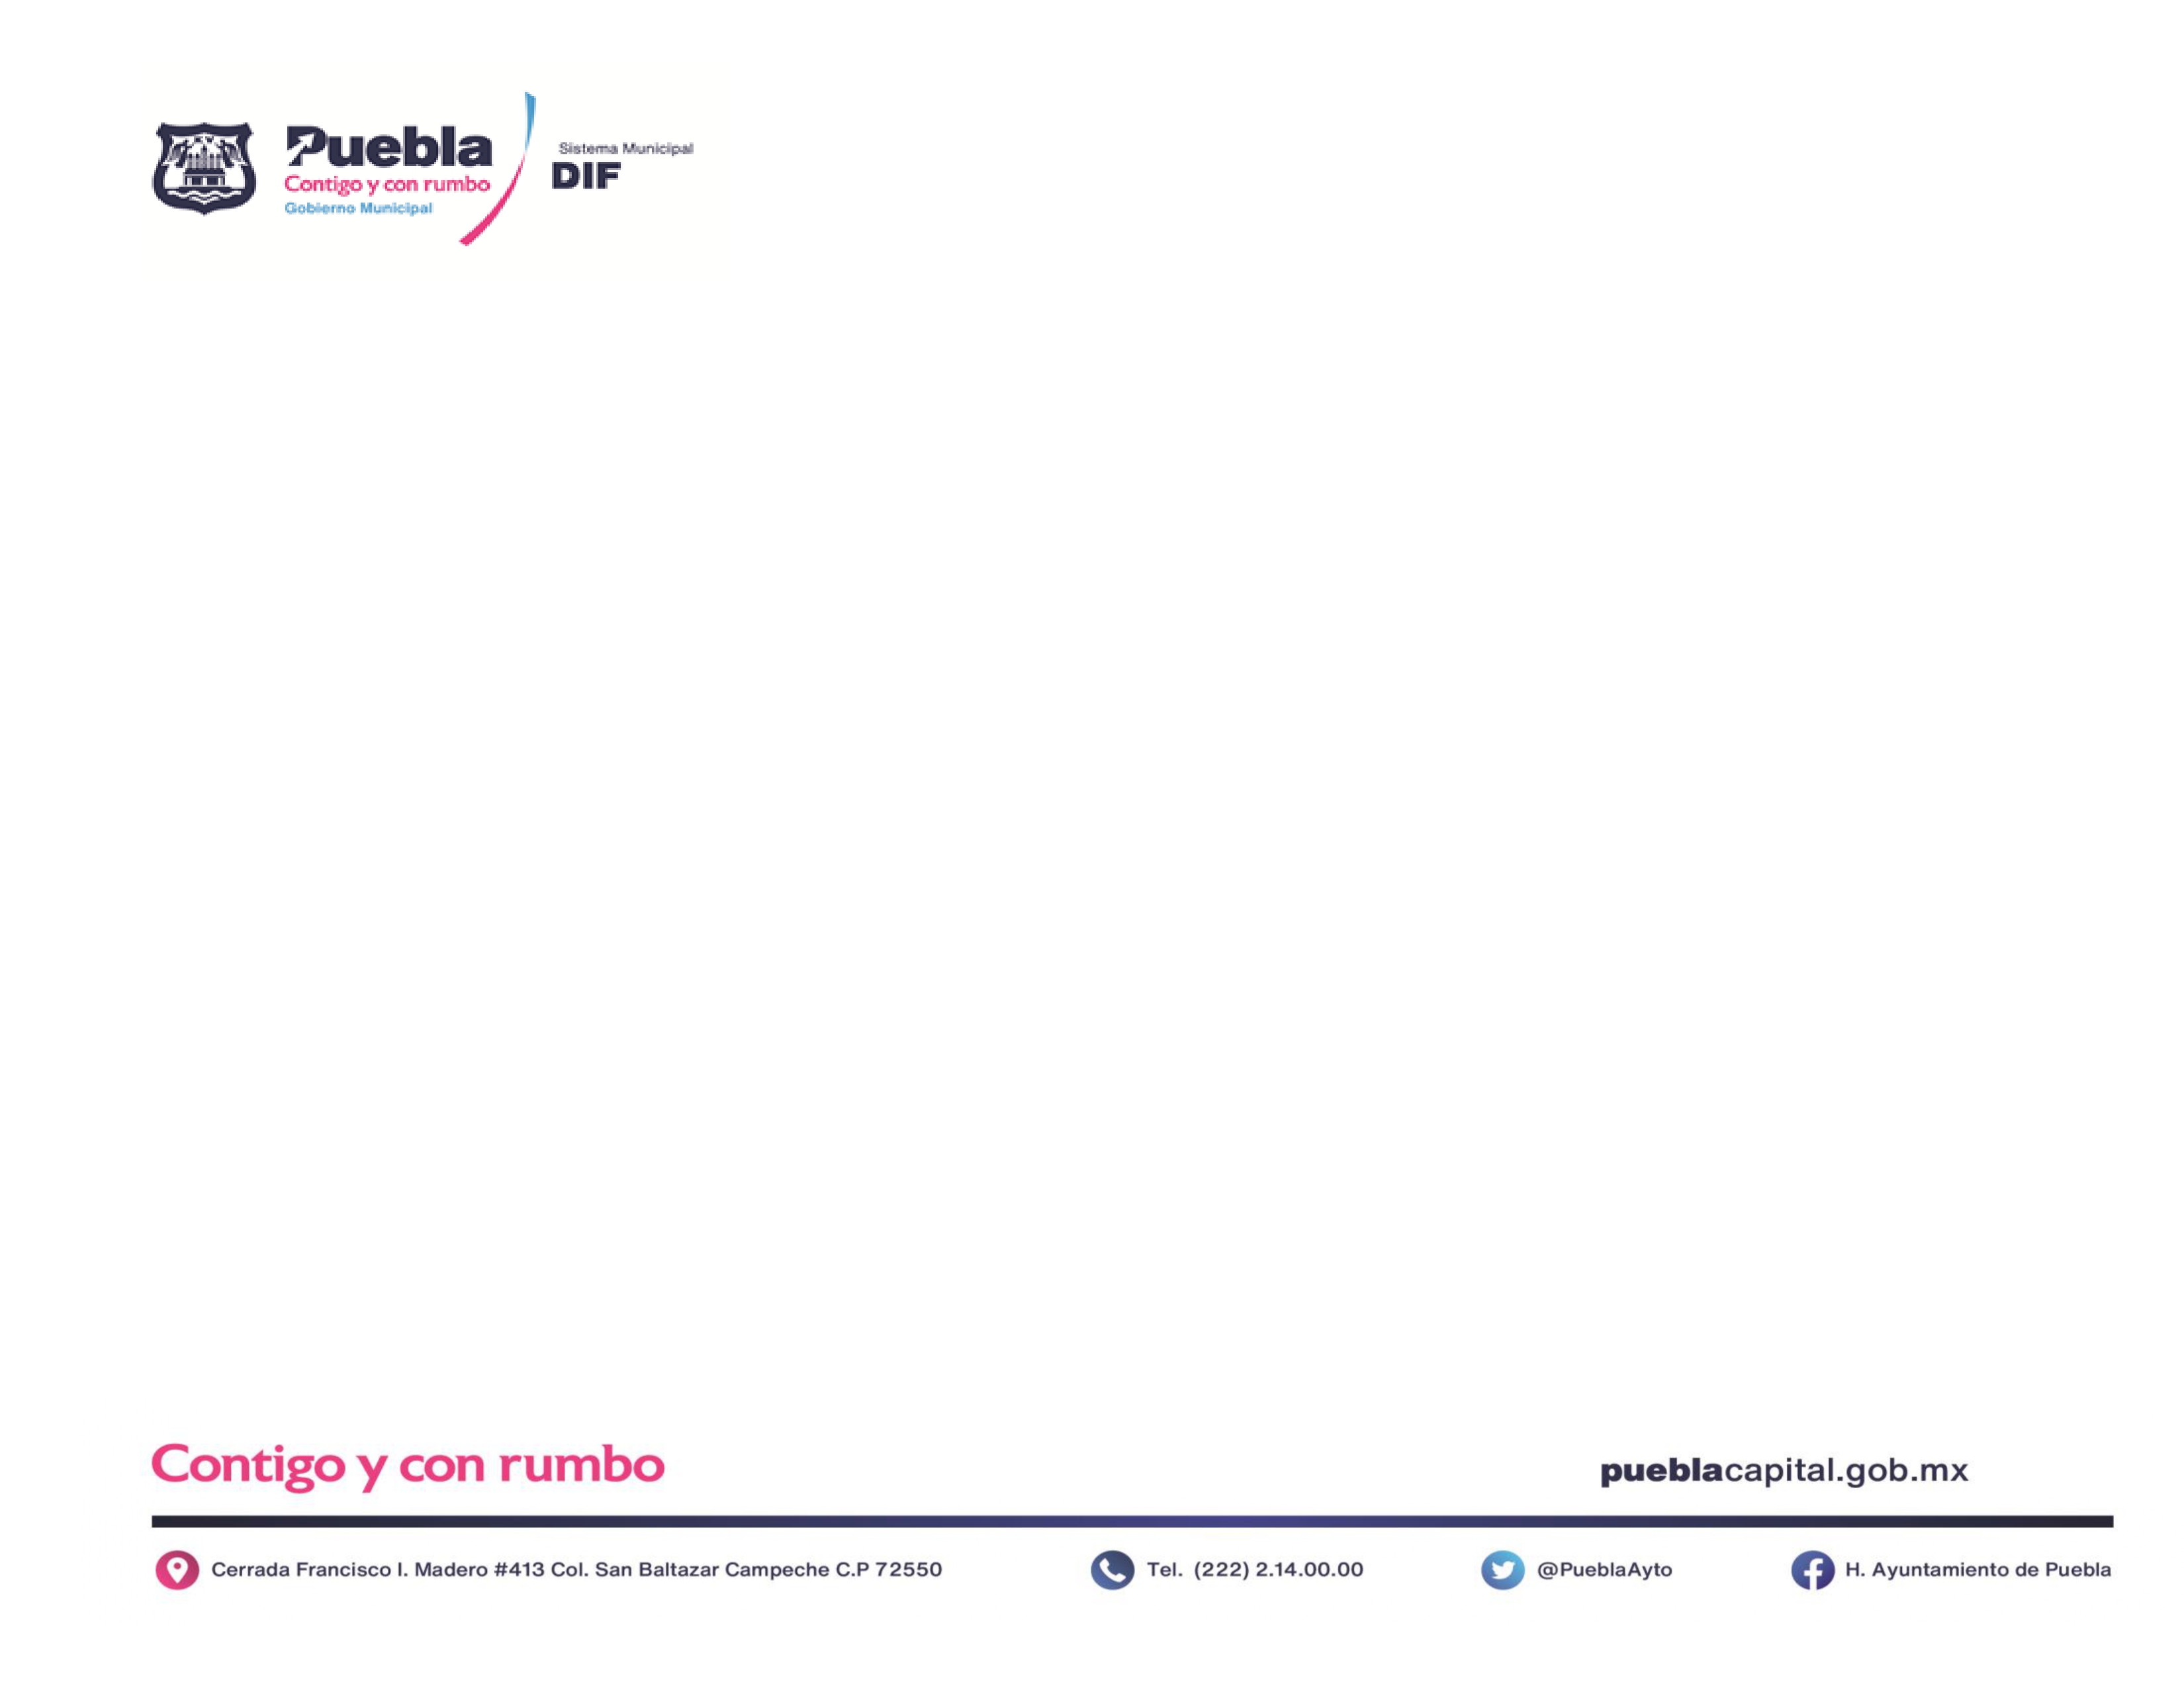 Puebla
Contigo y con rumbo
Gobierno Municipal
Sistema Municipal
DIF
Contigo y con rumbo
pueblacapital.gob.mx
Cerrada Francisco I. Madero #413 Col. San Baltazar Campeche C.P 72550
Tel. (222) 2.14.00.00
@PueblaAyto
H. Ayuntamiento de Puebla